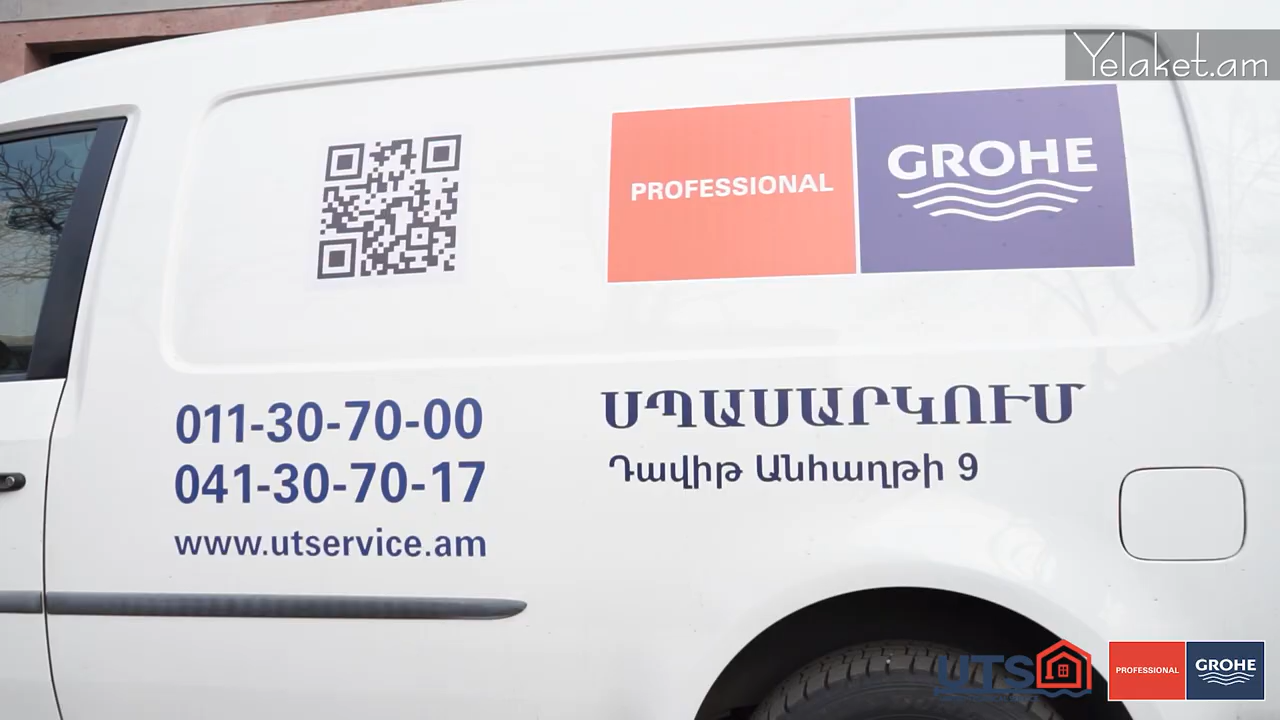 Yelaket.am
PROFESSIONAL
GROHE
ՍՊԱՍԱՐԿՈՒՄ
Դավիթ Անհաղթի 9
011-30-70-00
041-30-70-17
www.utservice.am
UTS
PROFESSIONAL
GROHE